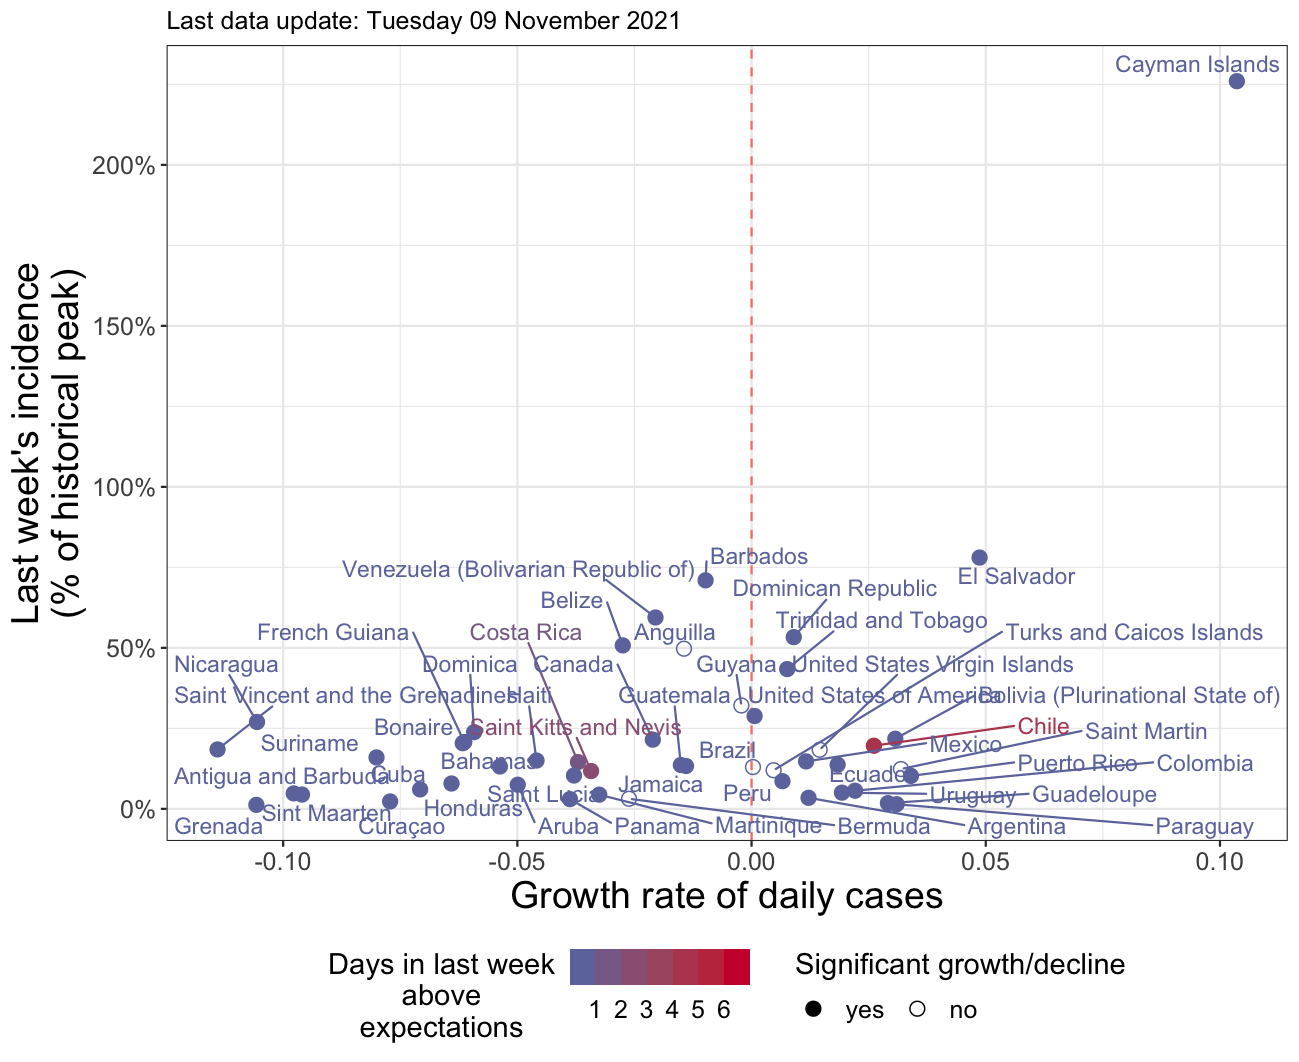 Last data update: Tuesday 09 November 2021
Last week's incidence
(% of historical peak)
200%
150%
100%
50%
0%
Cayman Islands
Barbados
Venezuela (Bolivarian Republic of)
El Salvador
Dominican Republic
Belize
Trinidad and Tobago
French Guiana
Costa Rica
Anguilla
Turks and Caicos Islands
Nicaragua
Dominica
Canada
Guyana
United States Virgin Islands
Saint Vincent and the Grenadines
Haiti
Guatemala
United States of America
Bolivia (Plurinational State of)
Bonaire
Saint Kitts and Nevis
Chile
Saint Martin
Suriname
Brazil
Mexico
Bahamas
Puerto Rico
Colombia
Antigua and Barbuda
Cuba
Ecuador
Jamaica
Saint Lucia
Peru
Uruguay
Guadeloupe
Honduras
Sint Maarten
Grenada
Curaçao
Aruba
Panama
Martinique
Bermuda
Argentina
Paraguay
-0.10
-0.05
0.00
0.05
0.10
Growth rate of daily cases
Days in last week
above
expectations
1 2 3 4 5 6
Significant growth/decline
yes
no